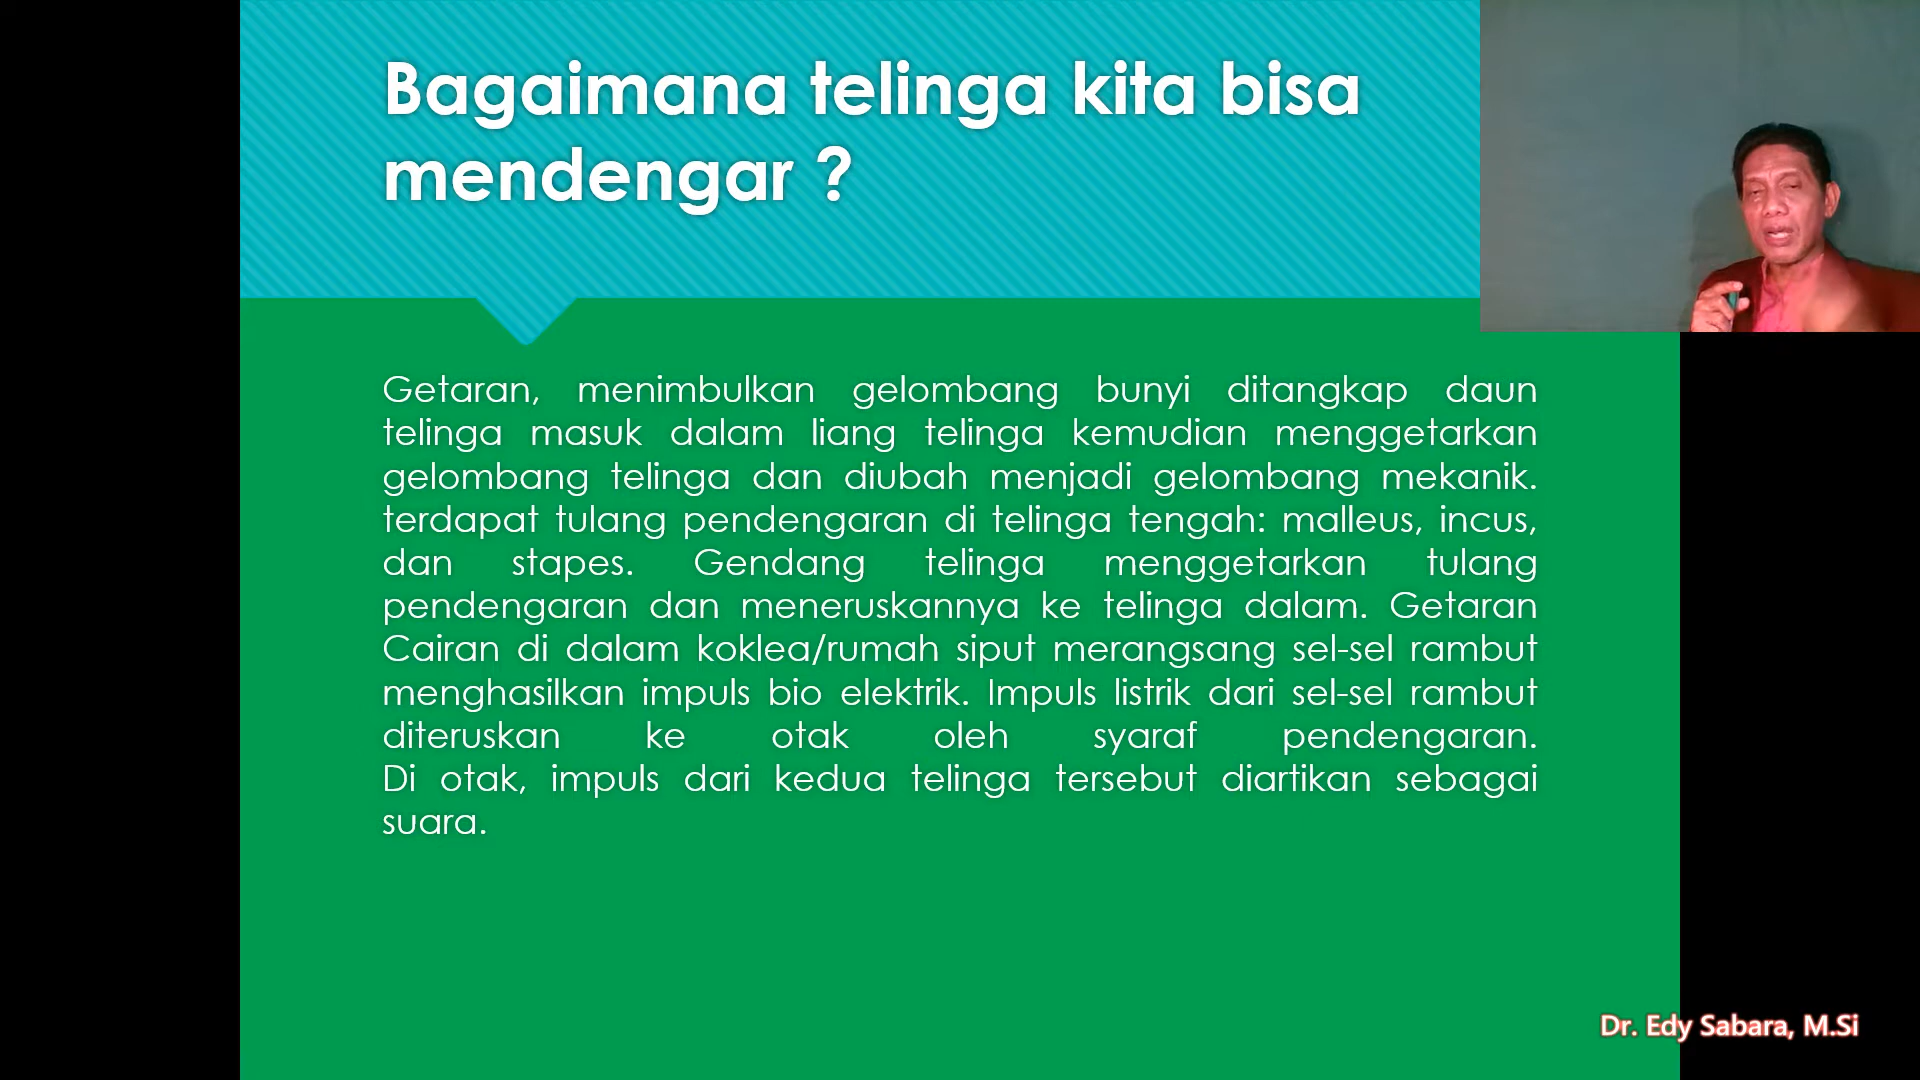 Bagaimana telinga kita bisa
mendengar ?
Getaran, menimbulkan gelombang bunyi ditangkap daun
telinga masuk dalam liang telinga kemudian menggetarkan
gelombang telinga dan diubah menjadi gelombang mekanik.
terdapat tulang pendengaran di telinga tengah: malleus, incus,
dan stapes. Gendang telinga menggetarkan tulang
pendengaran dan meneruskannya ke telinga dalam. Getaran
Cairan di dalam koklea/rumah siput merangsang sel-sel rambut
menghasilkan impuls bio elektrik. Impuls listrik dari sel-sel rambut
diteruskan ke otak oleh syaraf pendengaran.
Di otak, impuls dari kedua telinga tersebut diartikan sebagai
suara.
Dr. Edy Sabara, M.Si